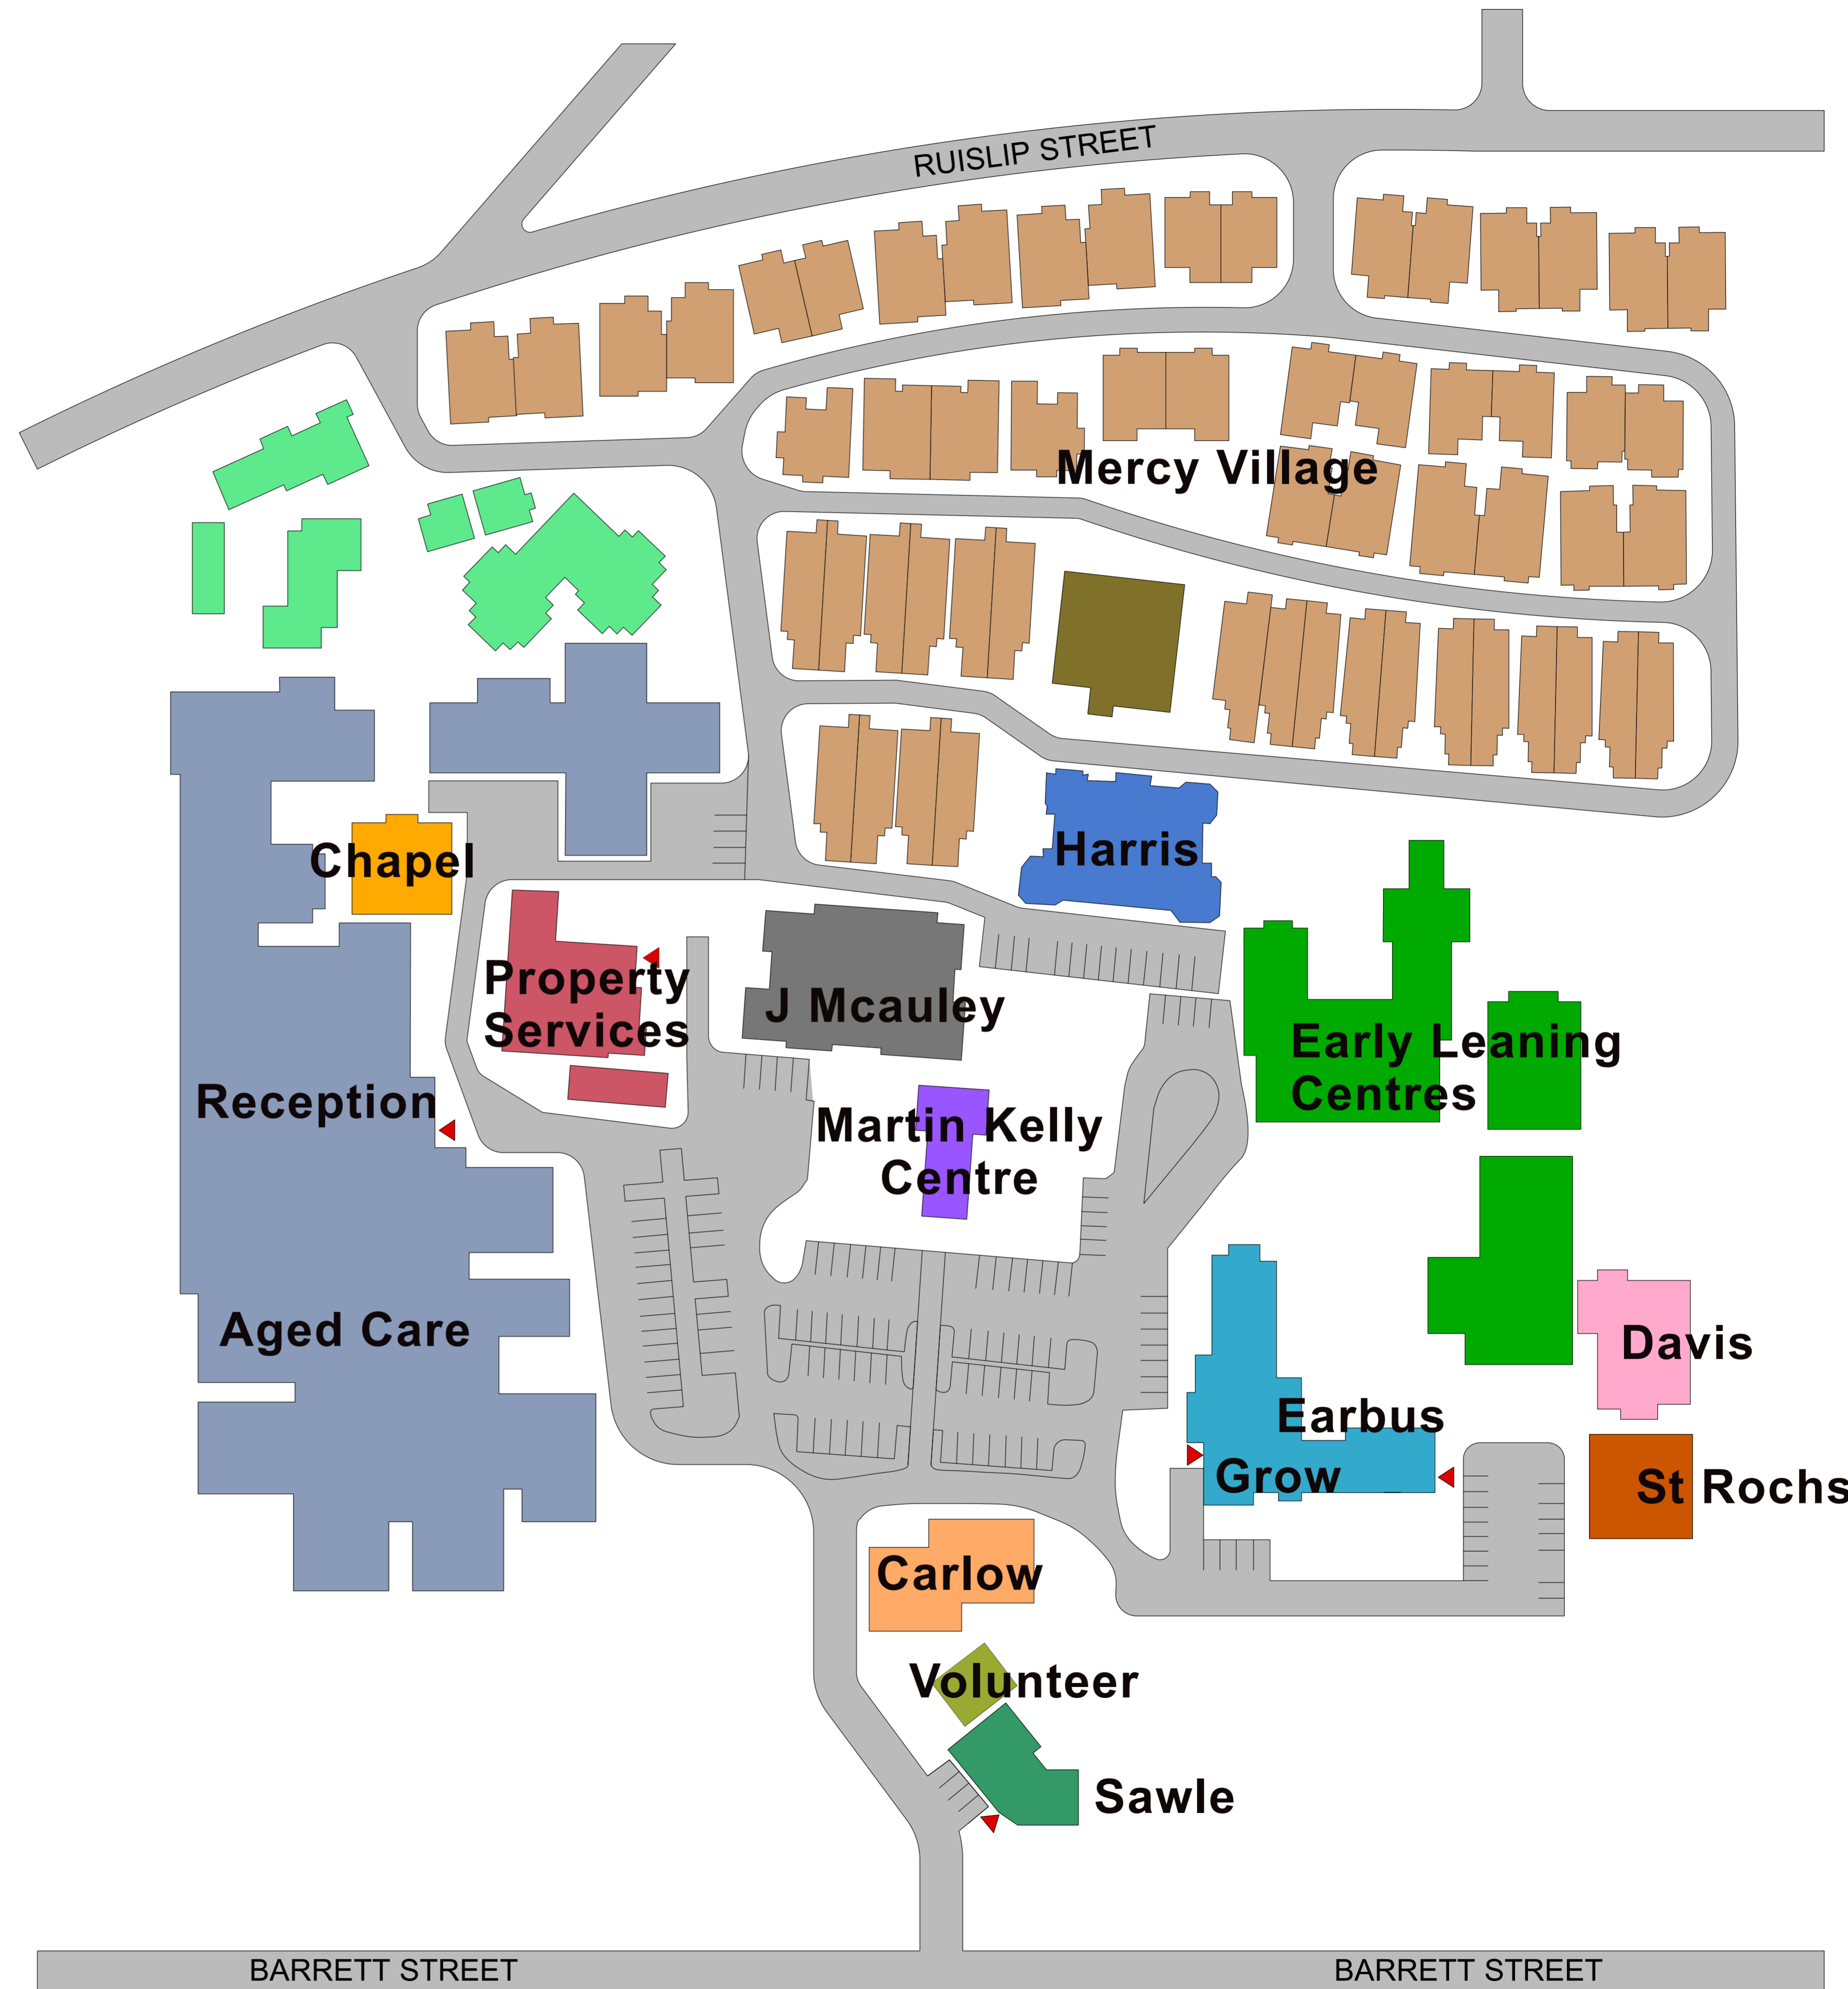 RUISLIP STREET
Mercy Village
Harris
Chapel
Property
Services
J Mcauley
Early Leaning
Centres
Reception
Martin Kelly
Centre
Aged Care
Davis
Earbus
Grow
St Rochs
Carlow
Volunteer
Sawle
BARRETT STREET
BARRETT STREET